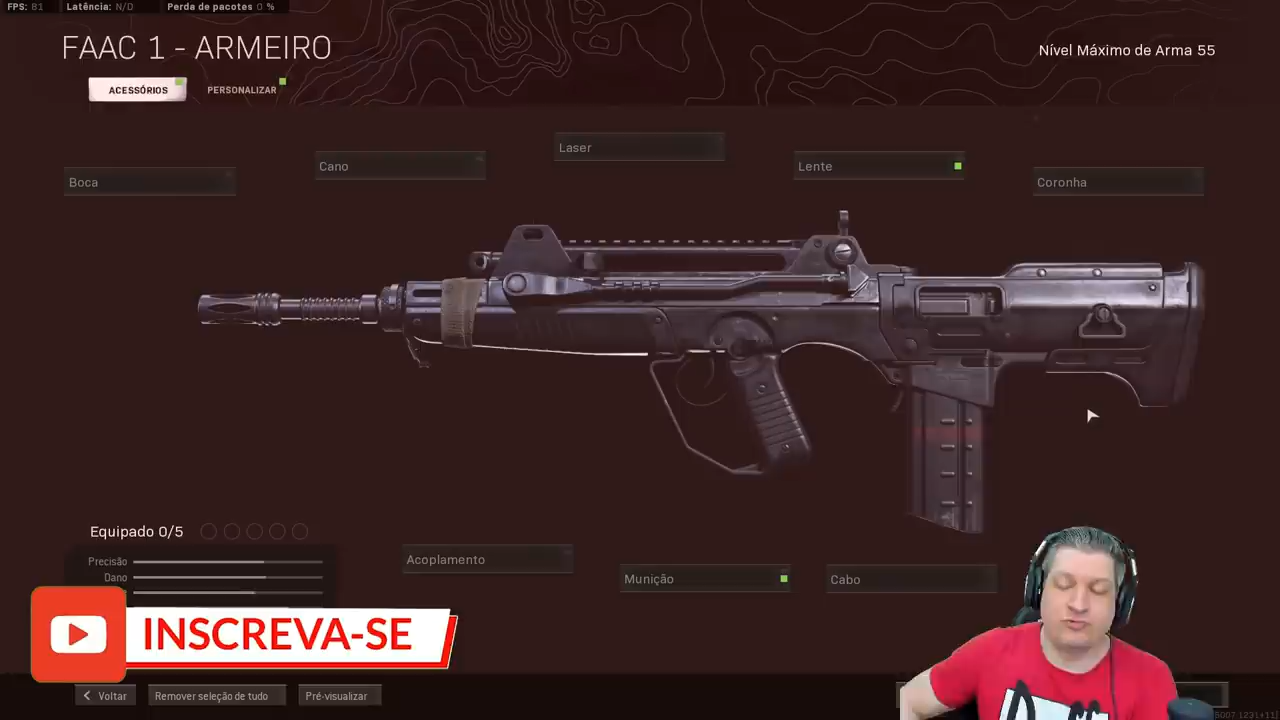 FPS: 81 Latência: N/D Perda de pacotes 0 %
FAAC 1 - ARMEIRO
Nível Máximo de Arma 55
ACESSÓRIOS PERSONALIZAR
Laser
Cano
Lente
Boca
Coronha
Equipado 0/5
Precisão
Dano
Acoplamento
Munição
Cabo
INSCREVA-SE
Voltar
Remover seleção de tudo
Pré-visualizar